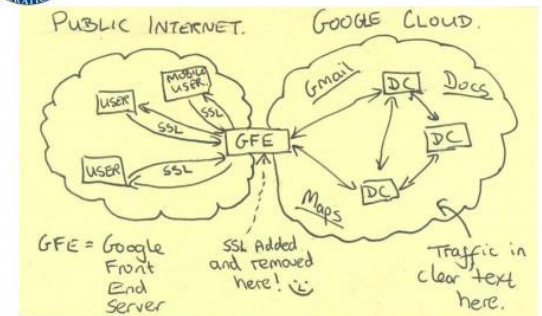 PUBLIC INTERNET.
GOOGLE CLOUD.
MOBILE
USER.
USER
SSL
SSL
USER
SSL
GFE
Gmail
DC
Docs
DC
DC
Maps
GFE = Google
Front
End
Server
SSL Added
and removed
here!
Traffic in
clear text
here.